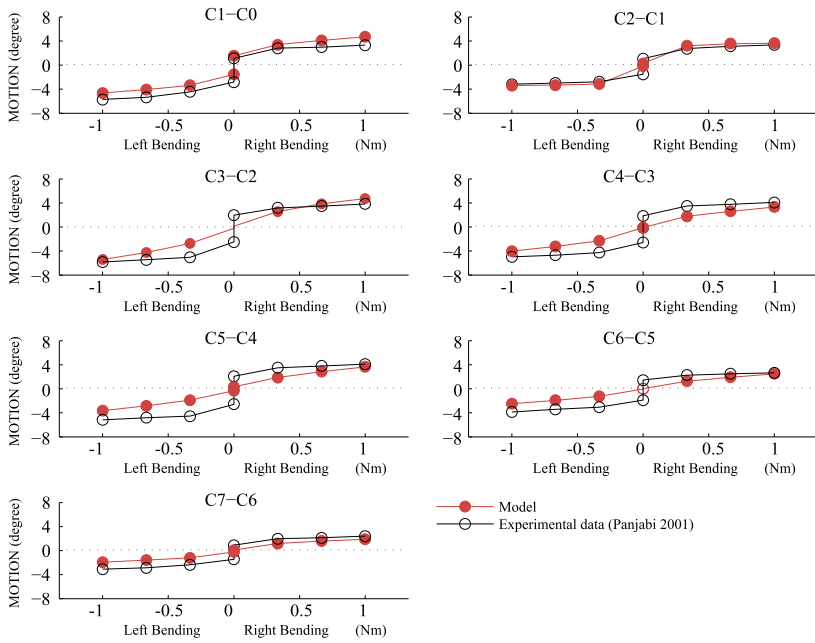 C1−C0
MOTION (degree)
8
4
0
−4
−8
-1 -0.5 0 0.5 1
Left Bending Right Bending (Nm)
C2−C1
8
4
0
−4
−8
-1 -0.5 0 0.5 1
Left Bending Right Bending (Nm)
C3−C2
MOTION (degree)
8
4
0
−4
−8
-1 -0.5 0 0.5 1
Left Bending Right Bending (Nm)
C4−C3
8
4
0
−4
−8
-1 -0.5 0 0.5 1
Left Bending Right Bending (Nm)
C5−C4
MOTION (degree)
8
4
0
−4
−8
-1 -0.5 0 0.5 1
Left Bending Right Bending (Nm)
C6−C5
8
4
0
−4
−8
-1 -0.5 0 0.5 1
Left Bending Right Bending (Nm)
C7−C6
MOTION (degree)
8
4
0
−4
−8
-1 -0.5 0 0.5 1
Left Bending Right Bending (Nm)
Model
Experimental data (Panjabi 2001)